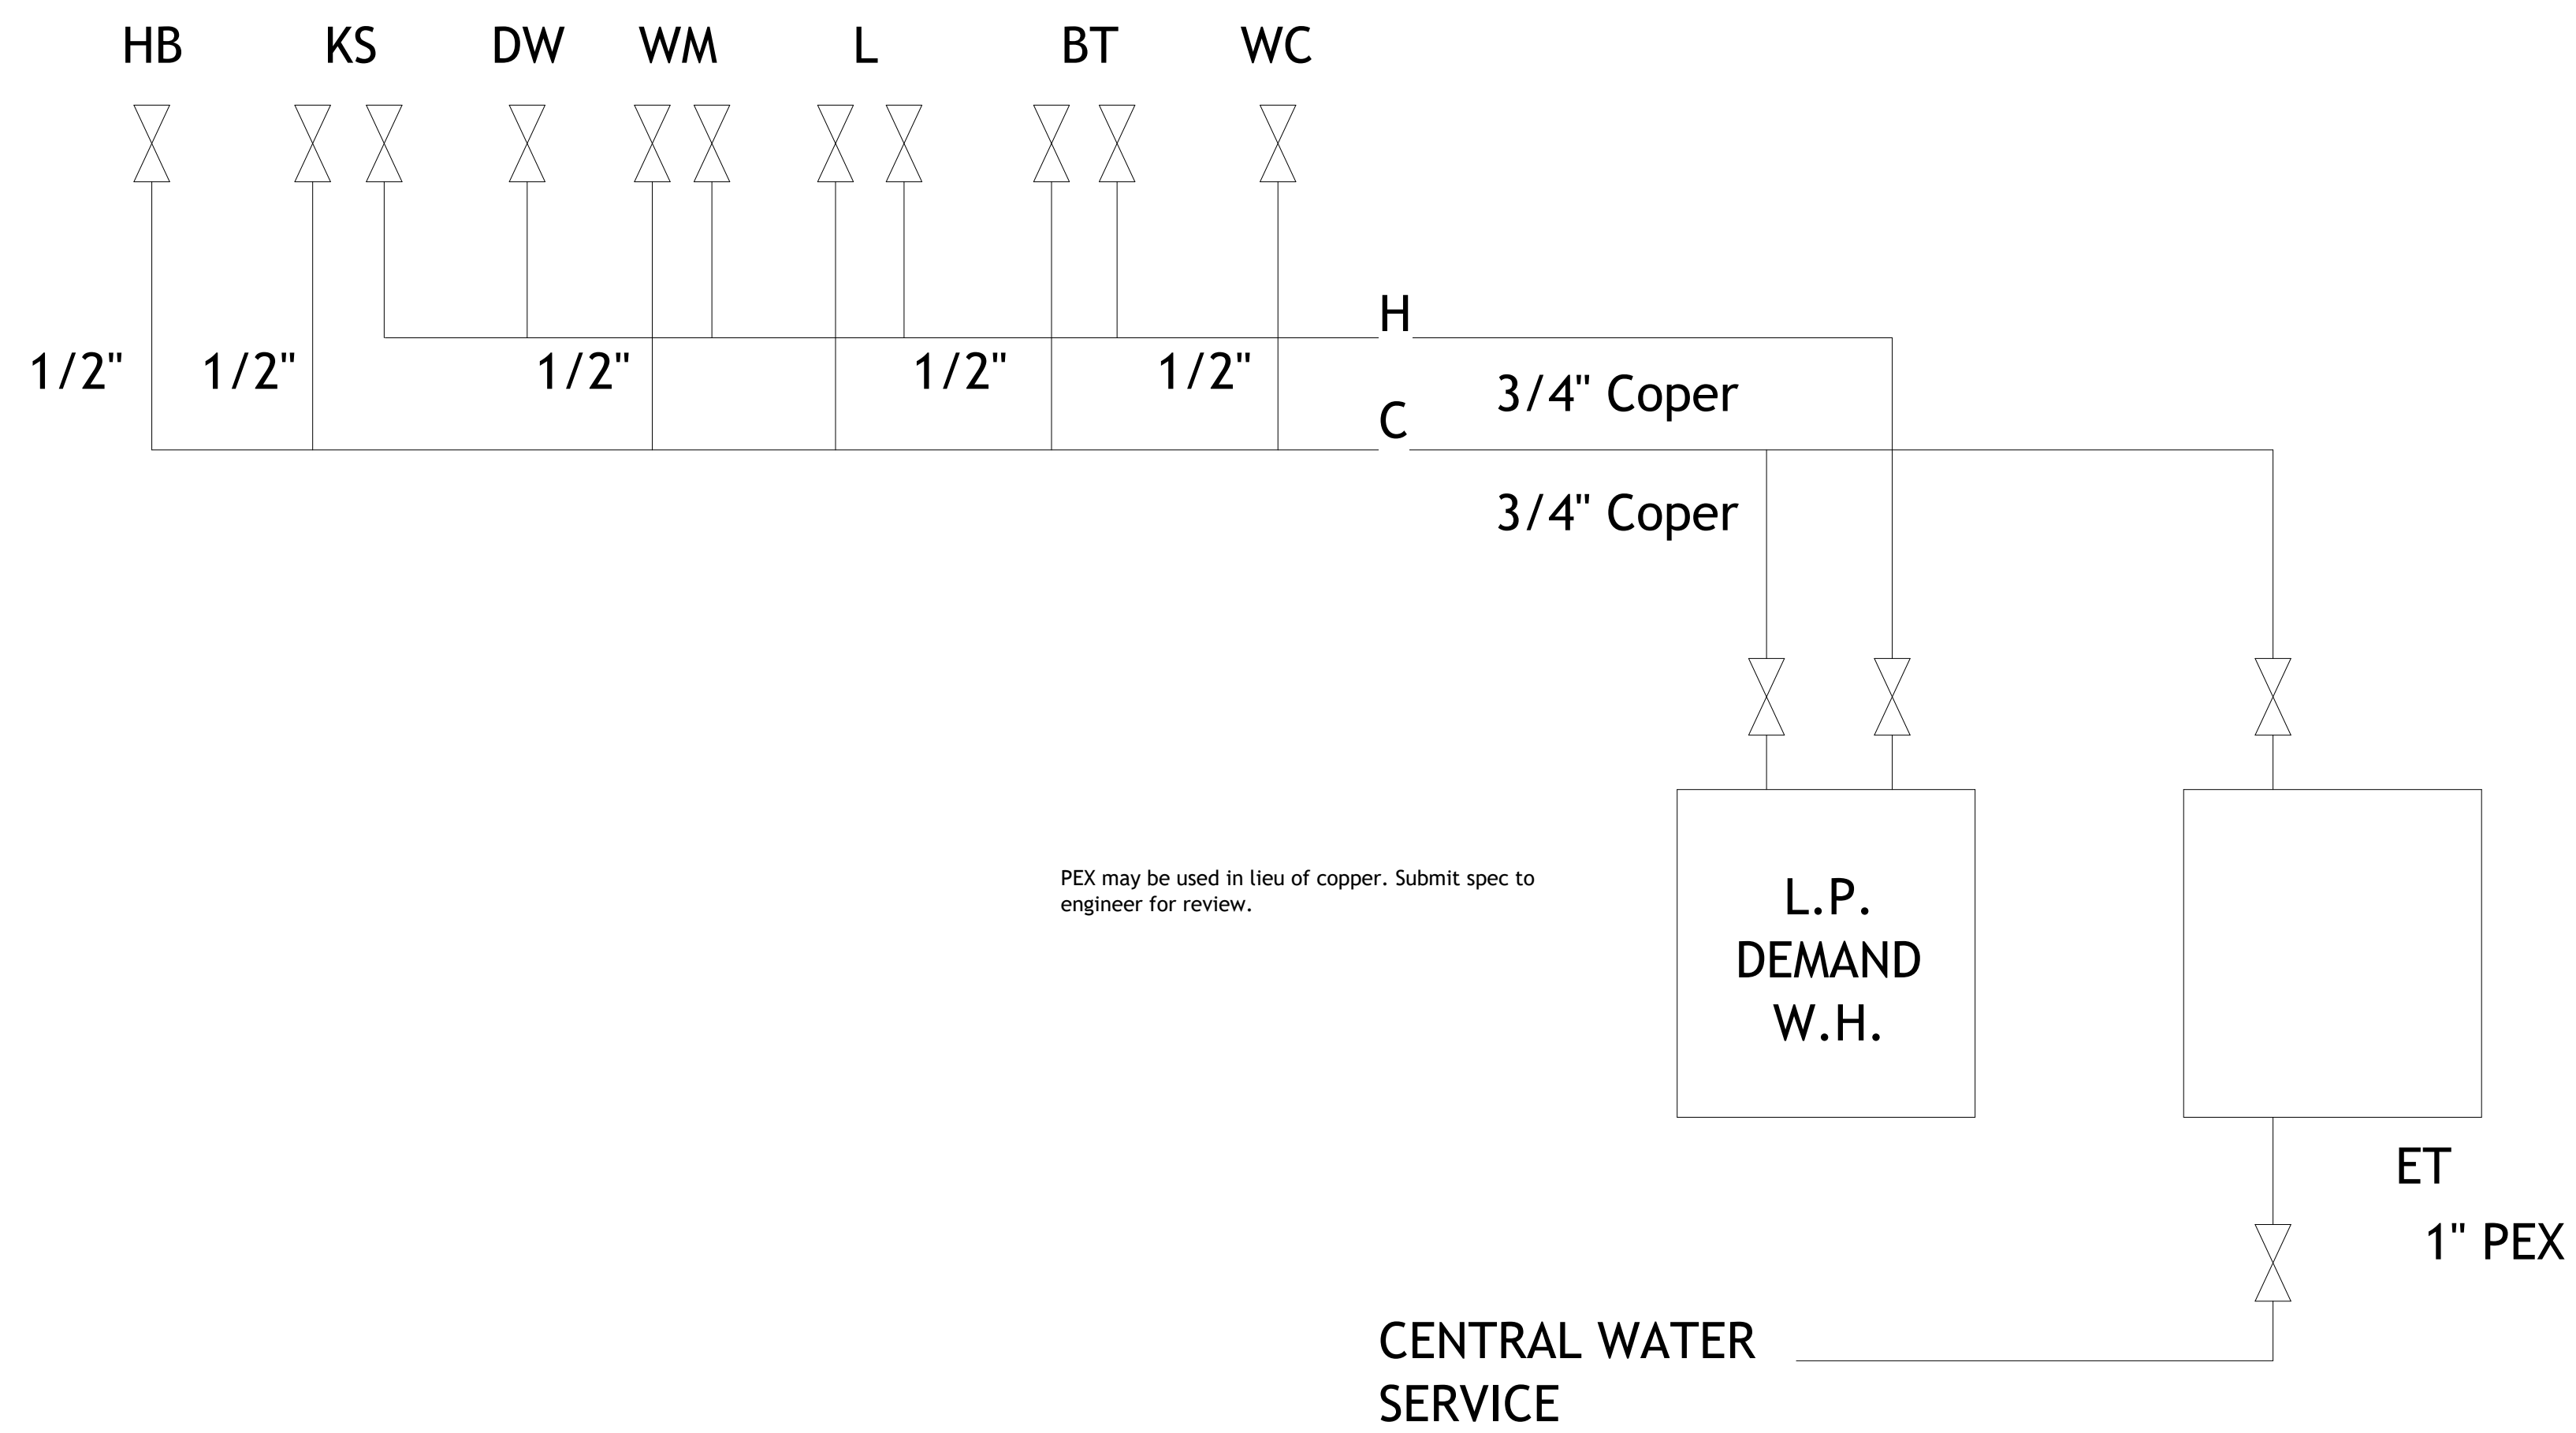 HB KS DW WM L BT WC
H
1/2" 1/2" 1/2" 1/2" 1/2"
3/4" Coper
C
3/4" Coper
PEX may be used in lieu of copper. Submit spec to
engineer for review.
L.P.
DEMAND
W.H.
ET
1" PEX
CENTRAL WATER
SERVICE